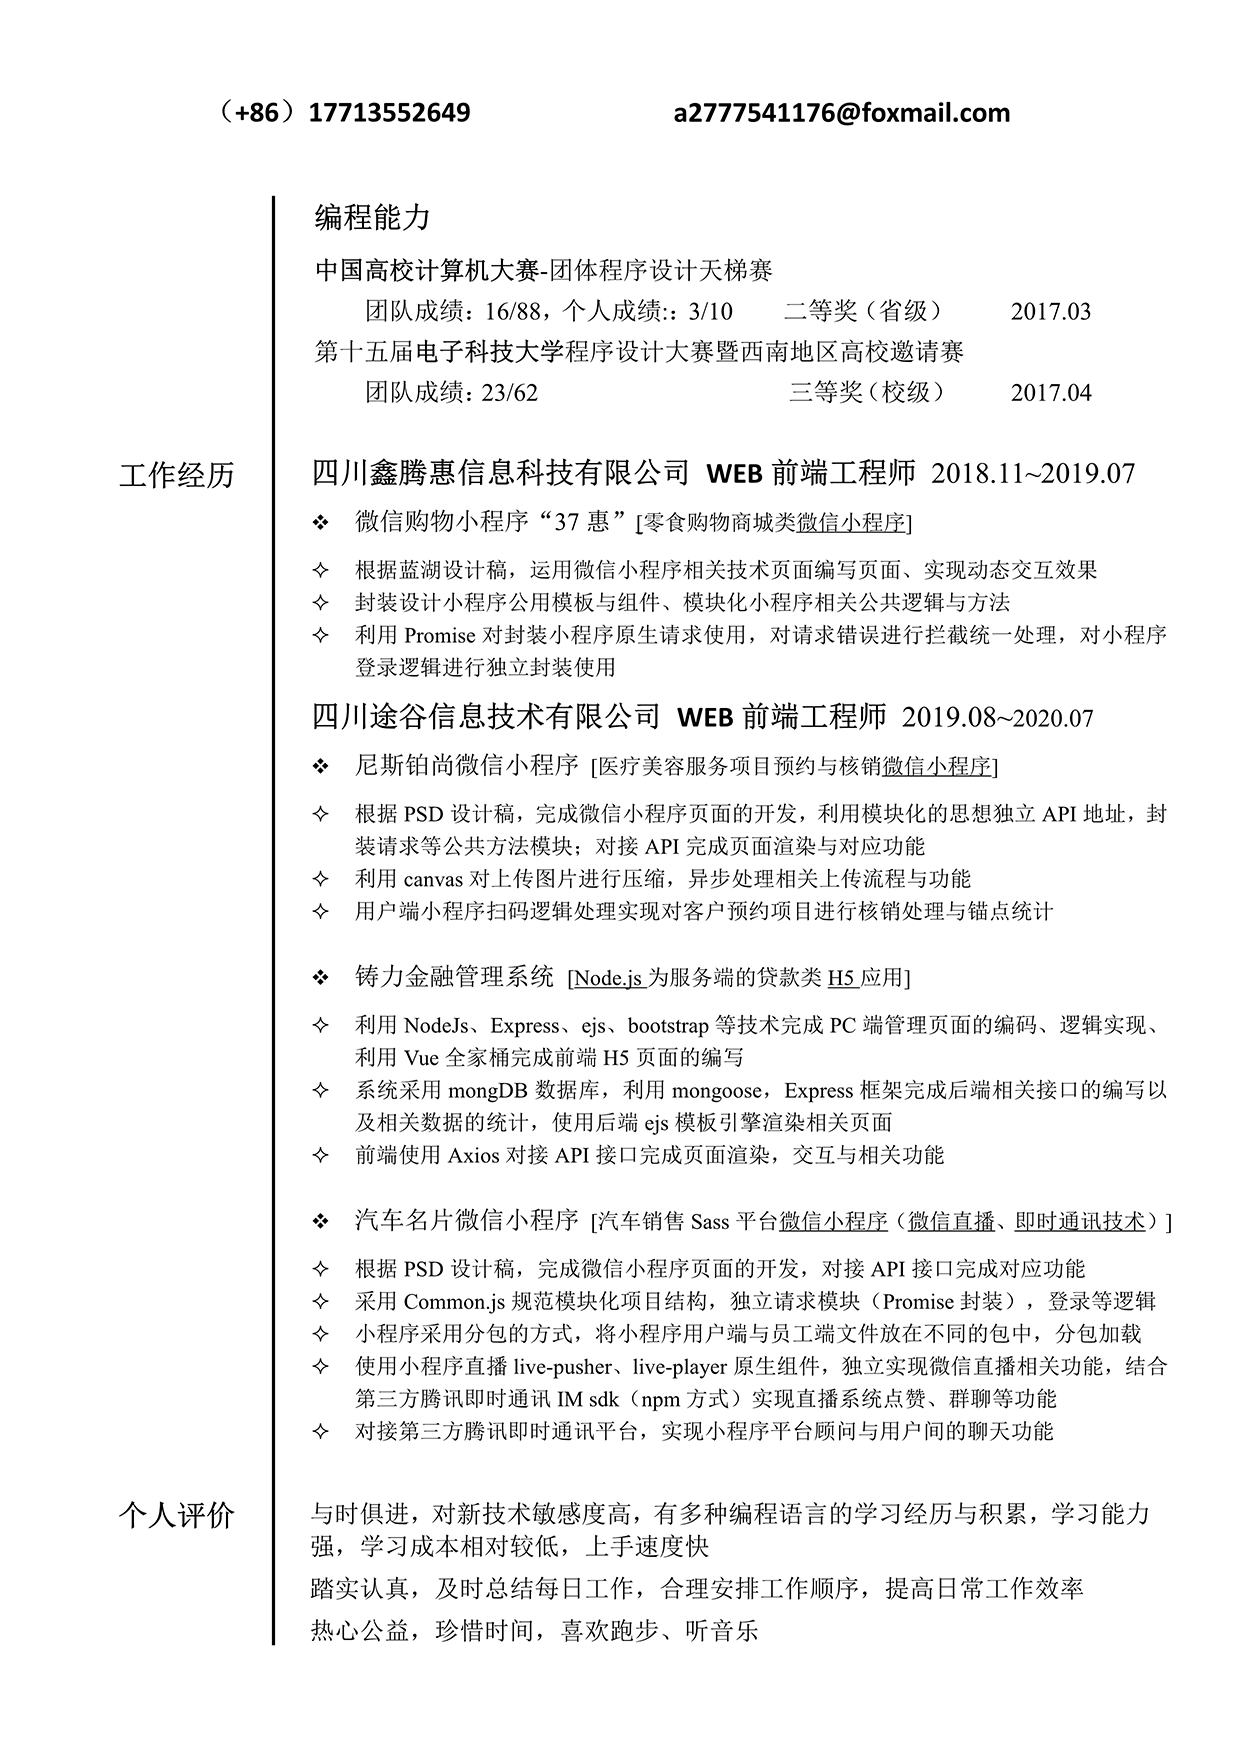 （+86）17713552649 a2777541176@foxmail.com
编程能力
中国高校计算机大赛-团体程序设计天梯赛
团队成绩：16/88，个人成绩:：3/10 二等奖（省级） 2017.03
第十五届电子科技大学程序设计大赛暨西南地区高校邀请赛
团队成绩：23/62 三等奖（校级） 2017.04
工作经历 四川鑫腾惠信息科技有限公司 WEB 前端工程师 2018.11~2019.07
❖ 微信购物小程序“37 惠” [零食购物商城类微信小程序]
✧ 根据蓝湖设计稿，运用微信小程序相关技术页面编写页面、实现动态交互效果
✧ 封装设计小程序公用模板与组件、模块化小程序相关公共逻辑与方法
✧ 利用 Promise 对封装小程序原生请求使用，对请求错误进行拦截统一处理，对小程序
登录逻辑进行独立封装使用
四川途谷信息技术有限公司 WEB 前端工程师 2019.08~2020.07
❖ 尼斯铂尚微信小程序 [医疗美容服务项目预约与核销微信小程序]
✧ 根据 PSD 设计稿，完成微信小程序页面的开发，利用模块化的思想独立 API 地址，封
装请求等公共方法模块；对接 API 完成页面渲染与对应功能
✧ 利用 canvas 对上传图片进行压缩，异步处理相关上传流程与功能
✧ 用户端小程序扫码逻辑处理实现对客户预约项目进行核销处理与锚点统计
❖ 铸力金融管理系统 [Node.js 为服务端的贷款类 H5 应用]
✧ 利用 NodeJs、Express、ejs、bootstrap 等技术完成 PC 端管理页面的编码、逻辑实现、
利用 Vue 全家桶完成前端 H5 页面的编写
✧ 系统采用 mongDB 数据库，利用 mongoose，Express 框架完成后端相关接口的编写以
及相关数据的统计，使用后端 ejs 模板引擎渲染相关页面
✧ 前端使用 Axios 对接 API 接口完成页面渲染，交互与相关功能
❖ 汽车名片微信小程序 [汽车销售 Sass 平台微信小程序（微信直播、即时通讯技术）]
✧ 根据 PSD 设计稿，完成微信小程序页面的开发，对接 API 接口完成对应功能
✧ 采用 Common.js 规范模块化项目结构，独立请求模块（Promise 封装），登录等逻辑
✧ 小程序采用分包的方式，将小程序用户端与员工端文件放在不同的包中，分包加载
✧ 使用小程序直播 live-pusher、live-player 原生组件，独立实现微信直播相关功能，结合
第三方腾讯即时通讯 IM sdk（npm 方式）实现直播系统点赞、群聊等功能
✧ 对接第三方腾讯即时通讯平台，实现小程序平台顾问与用户间的聊天功能
个人评价 与时俱进，对新技术敏感度高，有多种编程语言的学习经历与积累，学习能力
强，学习成本相对较低，上手速度快
踏实认真，及时总结每日工作，合理安排工作顺序，提高日常工作效率
热心公益，珍惜时间，喜欢跑步、听音乐